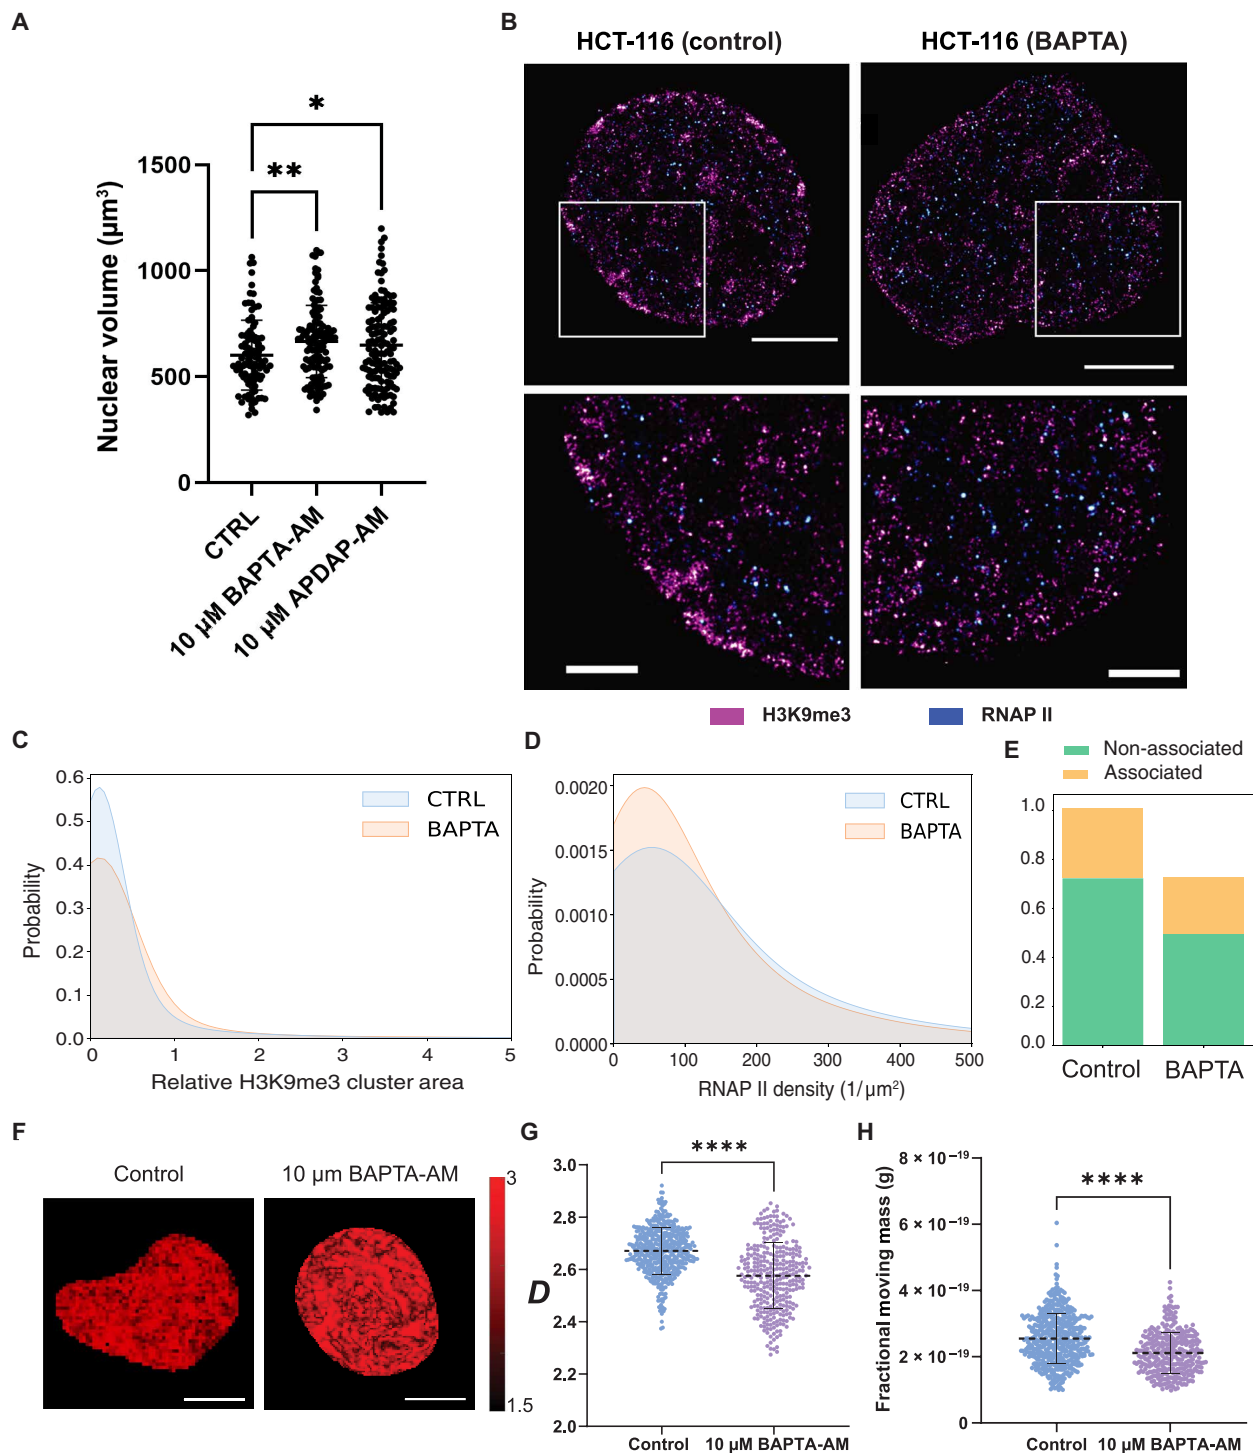 A
Nuclear volume (µm³)
1500
1000
500
0
*
**
CTRL
10 µM BAPTA-AM
10 µM APDAP-AM
B
HCT-116 (control)
HCT-116 (BAPTA)
H3K9me3
RNAP II
C
Probability
0.6
0.5
0.4
0.3
0.2
0.1
0.0
CTRL
BAPTA
0
1
2
3
4
5
Relative H3K9me3 cluster area
D
Probability
0.0020
0.0015
0.0010
0.0005
0.0000
CTRL
BAPTA
0
100
200
300
400
500
RNAP II density (1/µm²)
E
Non-associated
Associated
1.0
0.8
0.6
0.4
0.2
0.0
Control
BAPTA
F
Control
10 µm BAPTA-AM
3
1.5
G
D
3.0
2.8
2.6
2.4
2.2
2.0
****
Control
10 µM BAPTA-AM
H
Fractional moving mass (g)
8 × 10⁻¹⁹
6 × 10⁻¹⁹
4 × 10⁻¹⁹
2 × 10⁻¹⁹
0
****
Control
10 µM BAPTA-AM